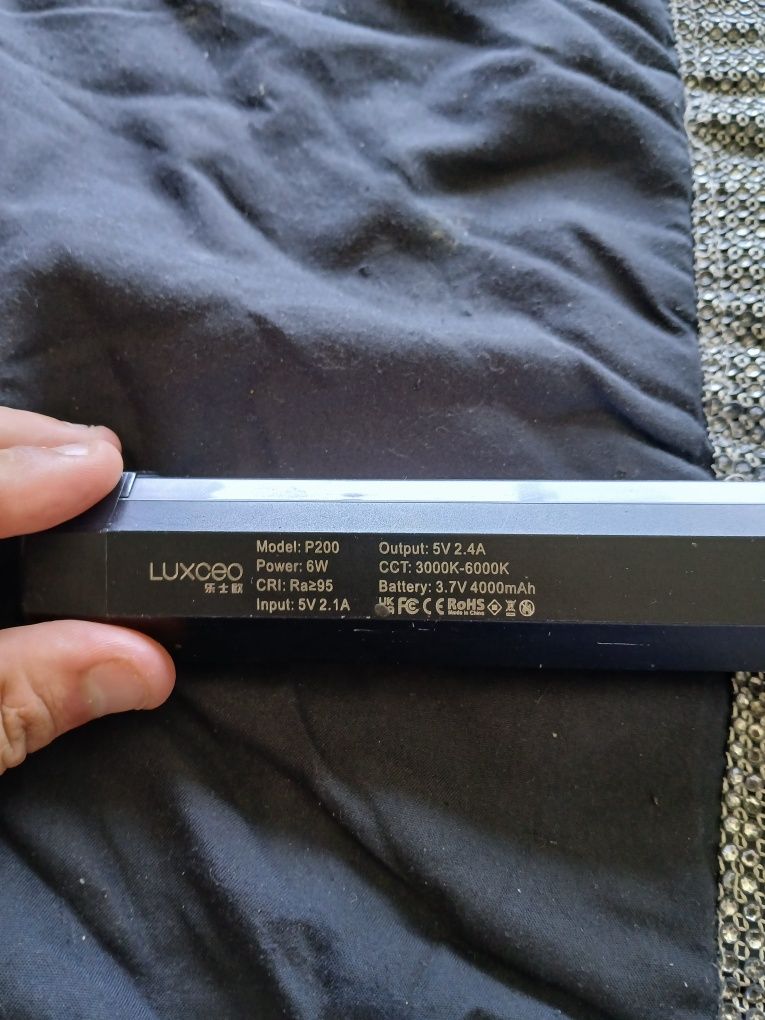 LUXCEO
乐士欧
Model: P200
Power: 6W
CRI: Ra≥95
Input: 5V 2.1A
Output: 5V 2.4A
CCT: 3000K-6000K
Battery: 3.7V 4000mAh
UKCA FC CE RoHS
Made in China